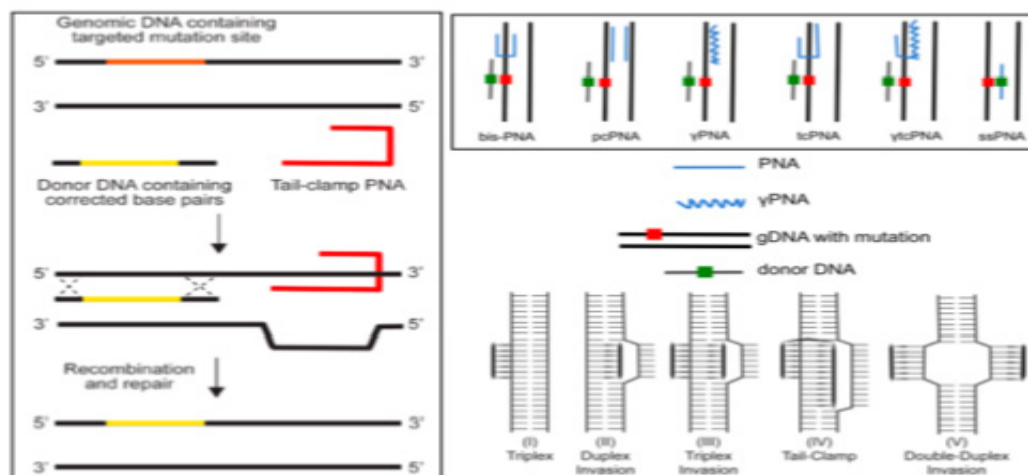 Genomic DNA containing
targeted mutation site
5' 3'
3' 5'
Donor DNA containing
corrected base pairs
Tail-clamp PNA
5' 3'
3' 5'
Recombination
and repair
5' 3'
3' 5'
bis-PNA pcPNA γPNA tcPNA γtcPNA ssPNA
PNA
γPNA
gDNA with mutation
donor DNA
(I) (II) (III) (IV) (V)
Triplex Duplex Triplex Tail-Clamp Double-Duplex
Invasion Invasion Invasion